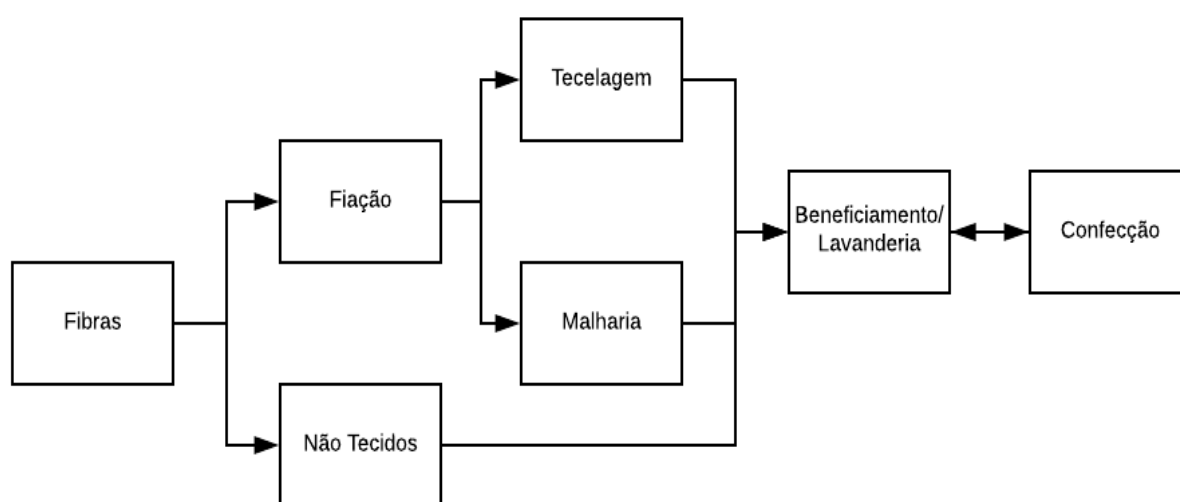 Tecelagem
Fiação
Beneficiamento/
Lavanderia
Confecção
Fibras
Malharia
Não Tecidos